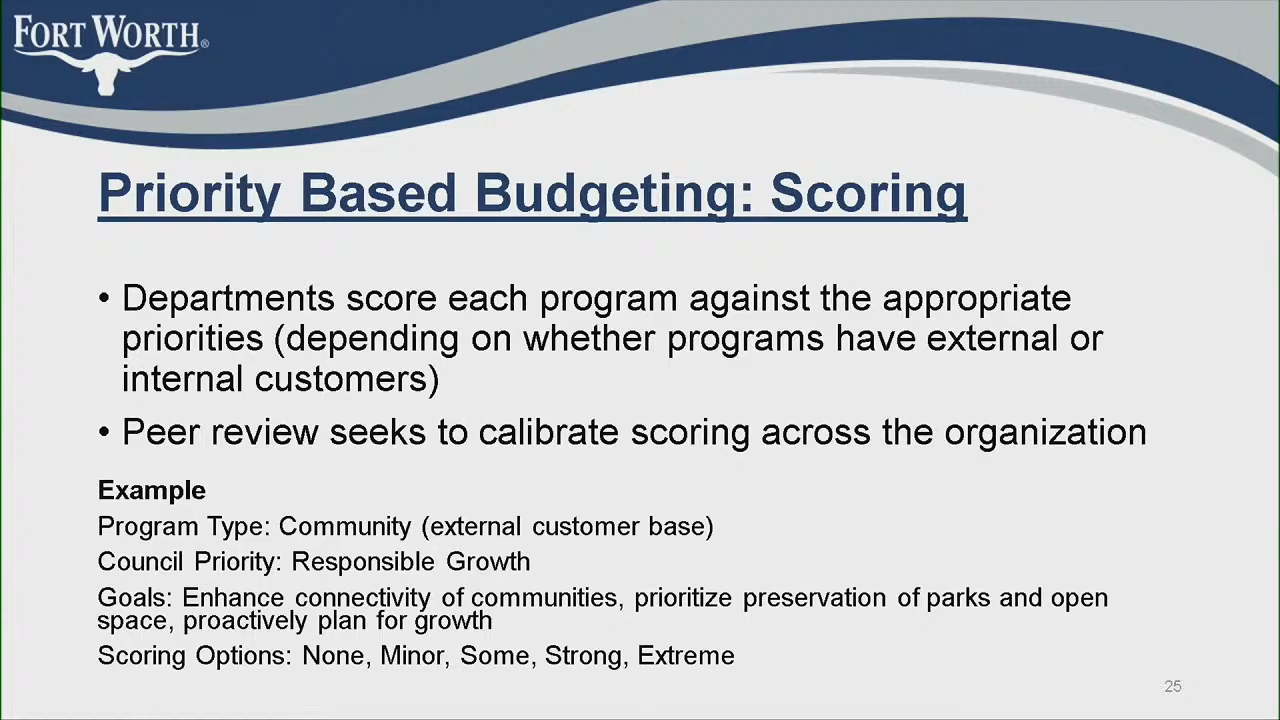 FORT WORTH®
Priority Based Budgeting: Scoring
• Departments score each program against the appropriate
priorities (depending on whether programs have external or
internal customers)
• Peer review seeks to calibrate scoring across the organization
Example
Program Type: Community (external customer base)
Council Priority: Responsible Growth
Goals: Enhance connectivity of communities, prioritize preservation of parks and open
space, proactively plan for growth
Scoring Options: None, Minor, Some, Strong, Extreme
25